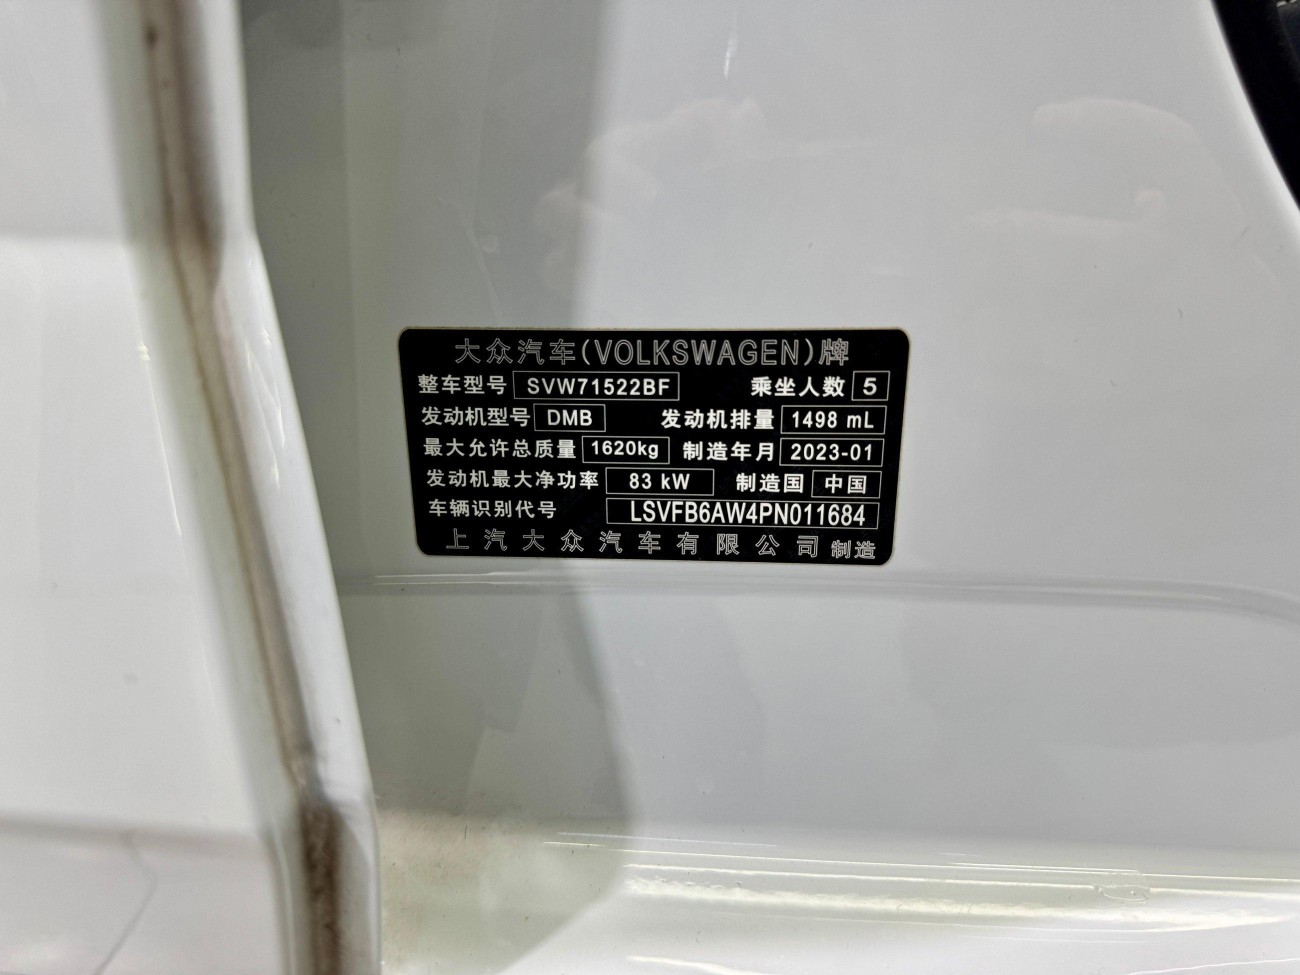 大众汽车(VOLKSWAGEN)牌
整车型号 SVW71522BF 乘坐人数 5
发动机型号 DMB 发动机排量 1498 mL
最大允许总质量 1620kg 制造年月 2023-01
发动机最大净功率 83 kW 制造国 中国
车辆识别代号 LSVFB6AW4PN011684
上汽大众汽车有限公司 制造